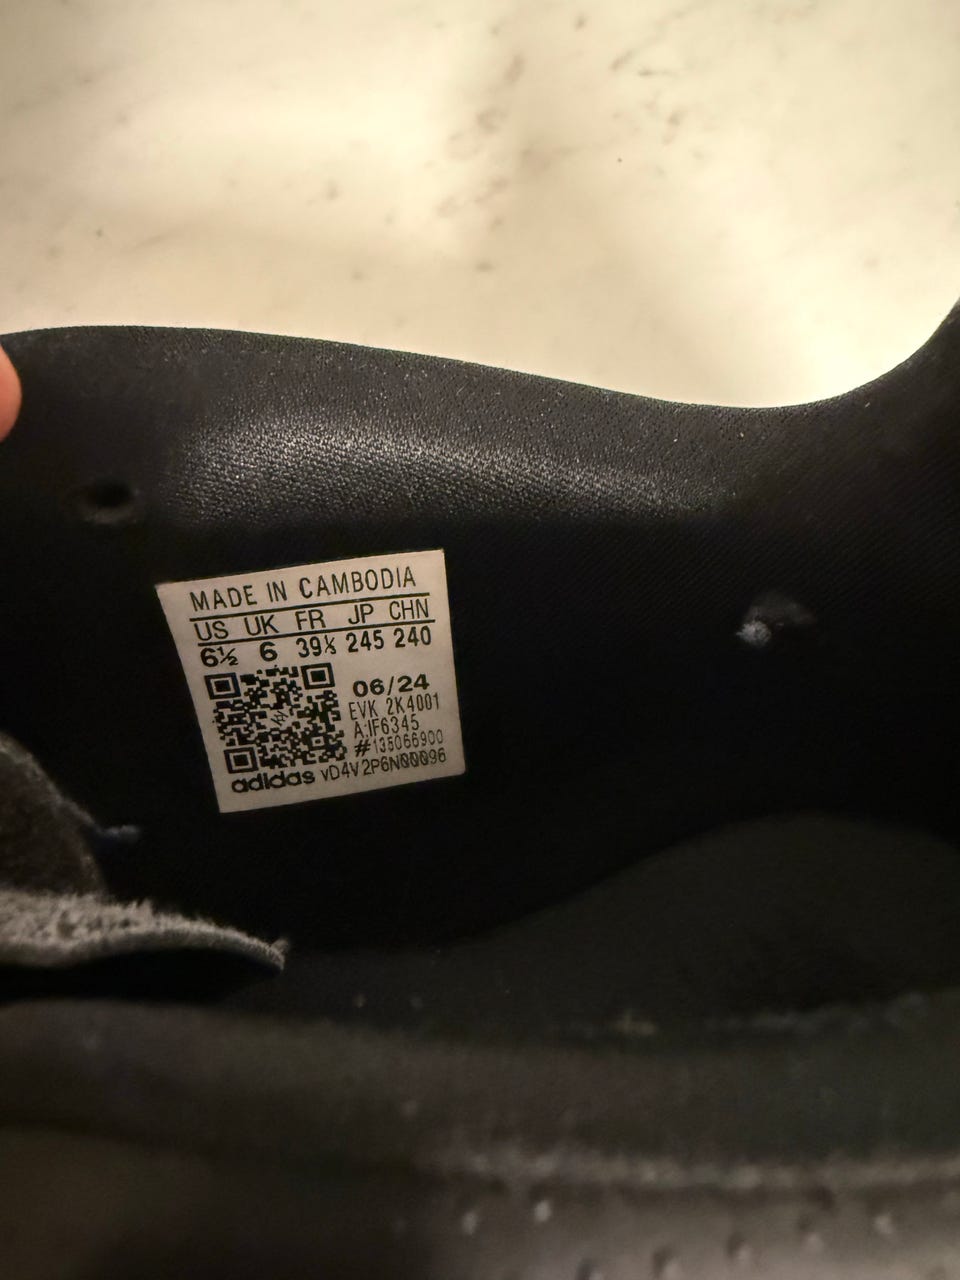 MADE IN CAMBODIA
US UK FR JP CHN
6½ 6 39⅓ 245 240
06/24
EVK 2K4001
A:IF6345
#135066900
adidas VD4V2P6N00096